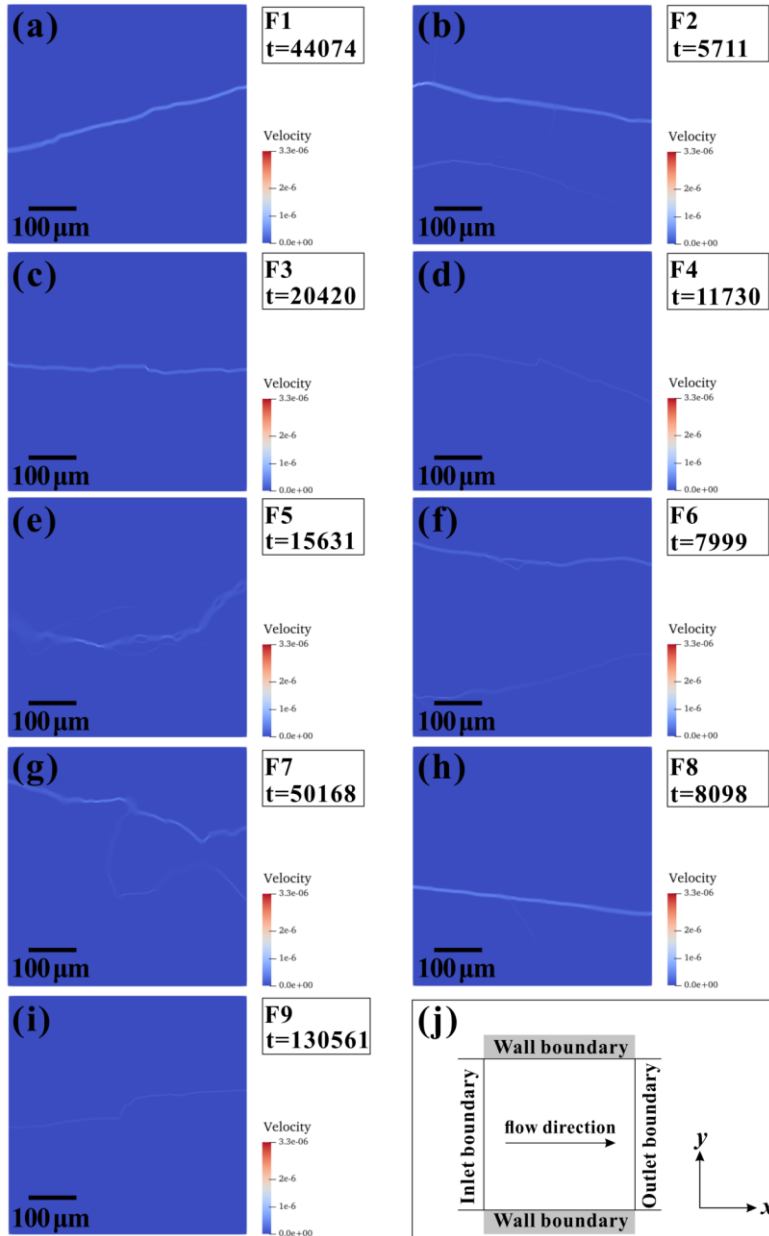 (a)
F1
t=44074
Velocity
3.3e-06
2e-6
1e-6
0.0e+00
100 μm
(b)
F2
t=5711
Velocity
3.3e-06
2e-6
1e-6
0.0e+00
100 μm
(c)
F3
t=20420
Velocity
3.3e-06
2e-6
1e-6
0.0e+00
100 μm
(d)
F4
t=11730
Velocity
3.3e-06
2e-6
1e-6
0.0e+00
100 μm
(e)
F5
t=15631
Velocity
3.3e-06
2e-6
1e-6
0.0e+00
100 μm
(f)
F6
t=7999
Velocity
3.3e-06
2e-6
1e-6
0.0e+00
100 μm
(g)
F7
t=50168
Velocity
3.3e-06
2e-6
1e-6
0.0e+00
100 μm
(h)
F8
t=8098
Velocity
3.3e-06
2e-6
1e-6
0.0e+00
100 μm
(i)
F9
t=130561
Velocity
3.3e-06
2e-6
1e-6
0.0e+00
100 μm
(j)
Wall boundary
Inlet boundary
flow direction
Outlet boundary
Wall boundary
y
x